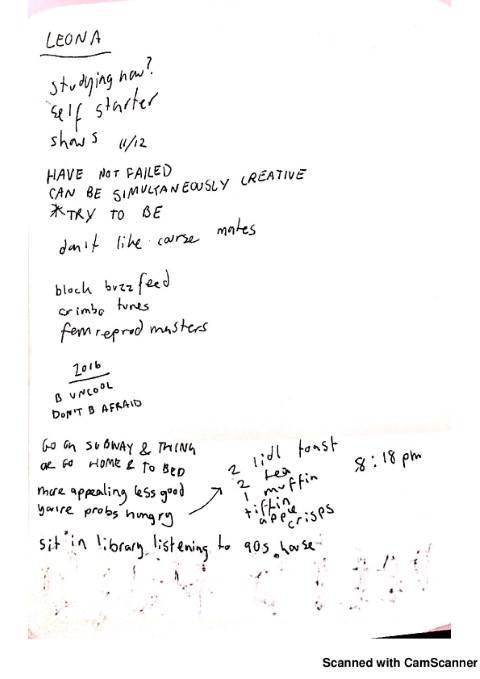 LEONA
studying now?
self starter
shows 11/12
HAVE NOT FAILED
CAN BE SIMULTANEOUSLY CREATIVE
*TRY TO BE
don't like course mates
block buzzfeed
crimbo tunes
fem reprod masters
2016
B UNCOOL
DON'T B AFRAID
GO ON SUBWAY & THING
OR GO HOME & TO BED
more appealing less good
you're probs hungry
2 lidl toast
2 tea
1 muffin
tiffin
apple
crisps
8:18 pm
sit in library listening to 90s house
Scanned with CamScanner